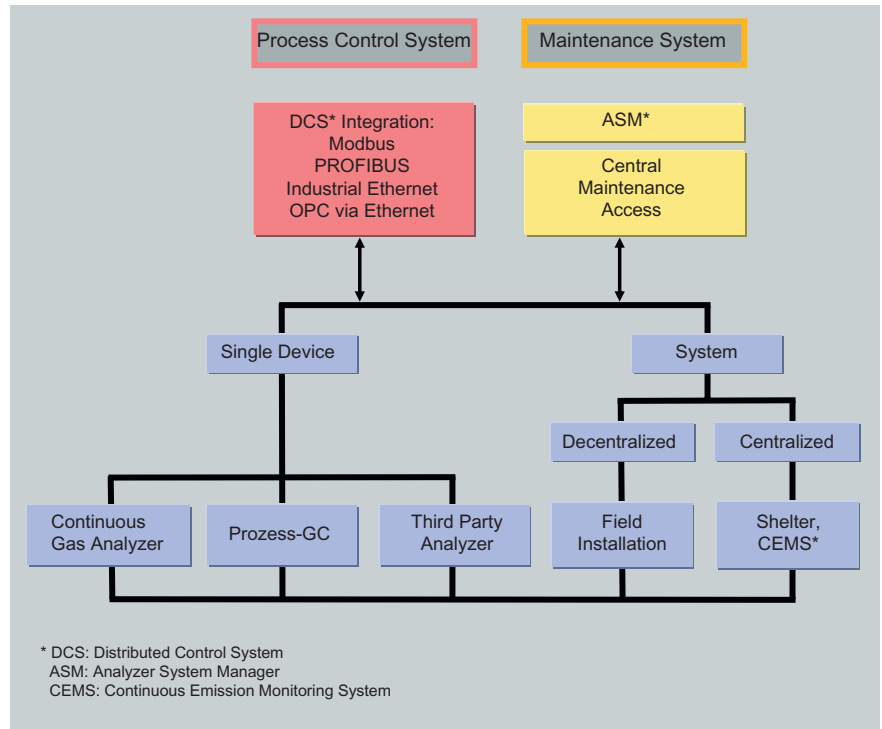 Process Control System
Maintenance System
DCS* Integration:
Modbus
PROFIBUS
Industrial Ethernet
OPC via Ethernet
ASM*
Central
Maintenance
Access
Single Device
System
Decentralized
Centralized
Continuous
Gas Analyzer
Prozess-GC
Third Party
Analyzer
Field
Installation
Shelter,
CEMS*
* DCS: Distributed Control System
ASM: Analyzer System Manager
CEMS: Continuous Emission Monitoring System